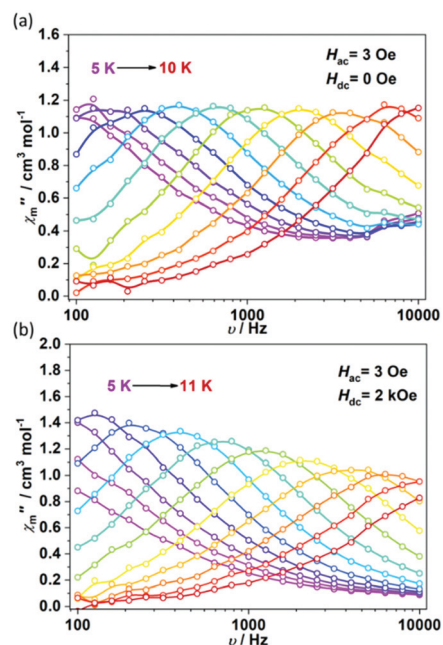 (a)
1.6
1.4
1.2
1.0
0.8
0.6
0.4
0.2
0.0
χm″ / cm³ mol⁻¹
5 K → 10 K
Hac = 3 Oe
Hdc = 0 Oe
100 1000 10000
υ / Hz
(b)
2.0
1.8
1.6
1.4
1.2
1.0
0.8
0.6
0.4
0.2
0.0
χm″ / cm³ mol⁻¹
5 K → 11 K
Hac = 3 Oe
Hdc = 2 kOe
100 1000 10000
υ / Hz